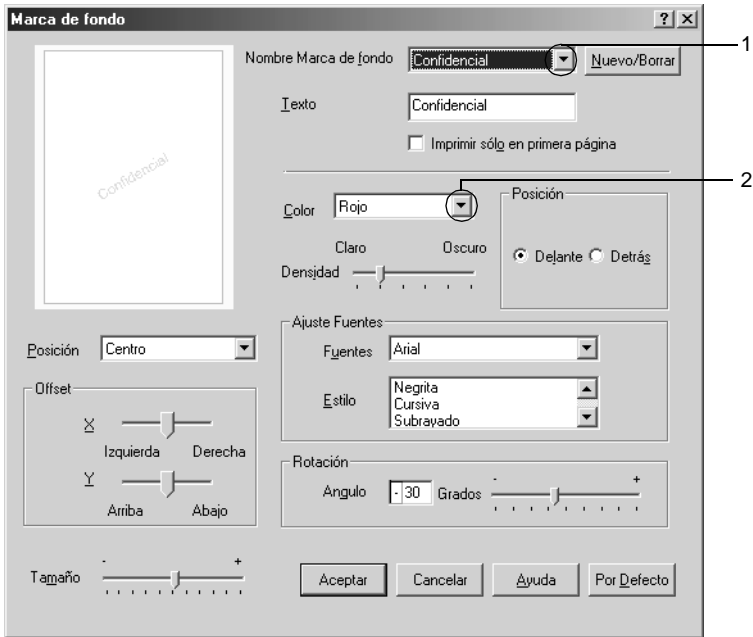 Marca de fondo
1
Nombre Marca de fondo Confidencial Nuevo/Borrar
Texto Confidencial
Imprimir sólo en primera página
Confidencial
2
Color Rojo
Posición
Claro Oscuro
Delante Detrás
Densidad
Posición Centro
Ajuste Fuentes
Fuentes Arial
Estilo Negrita
Cursiva
Subrayado
Offset
X
Izquierda Derecha
Y
Arriba Abajo
Rotación
Angulo - 30 Grados - +
Tamaño - +
Aceptar Cancelar Ayuda Por Defecto